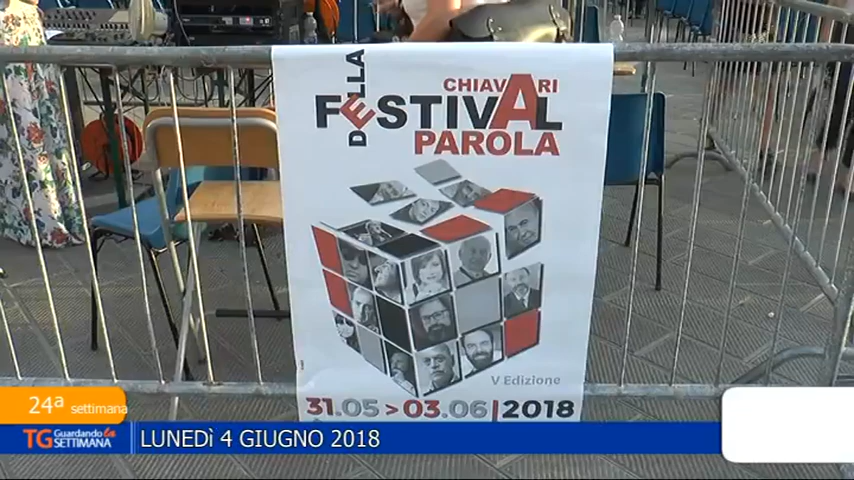 DELLA
CHIAVARI
FESTIVAL
PAROLA
V Edizione
31.05 > 03.06 | 2018
24ª settimana
TG Guardando la SETTIMANA
LUNEDì 4 GIUGNO 2018